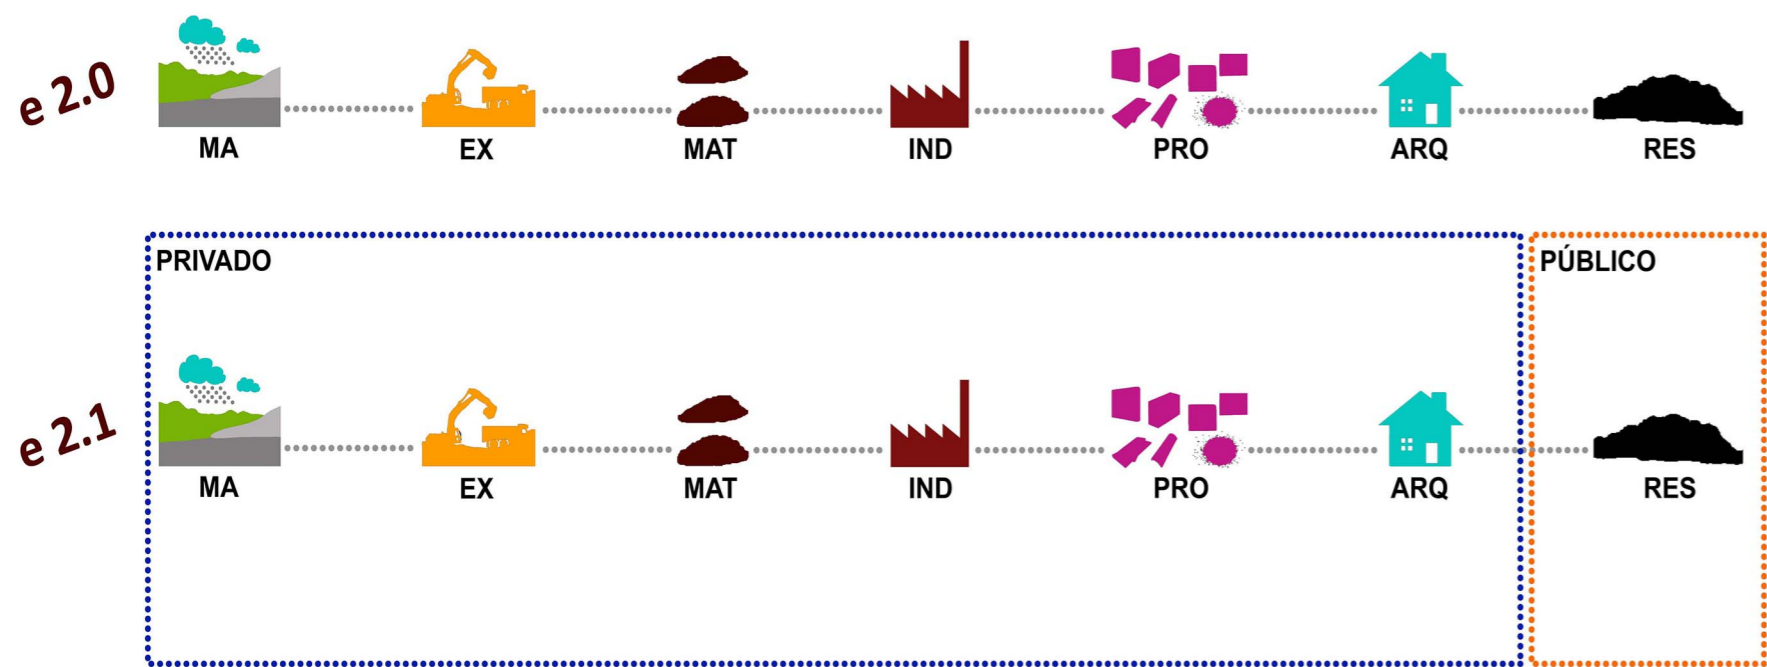 e 2.0
MA EX MAT IND PRO ARQ RES
PRIVADO PÚBLICO
e 2.1
MA EX MAT IND PRO ARQ RES